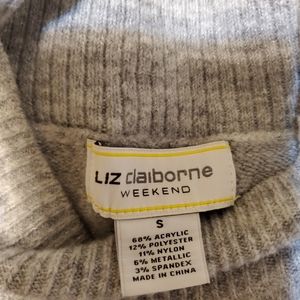 LIZ claiborne
WEEKEND
S
68% ACRYLIC
12% POLYESTER
11% NYLON
6% METALLIC
3% SPANDEX
MADE IN CHINA